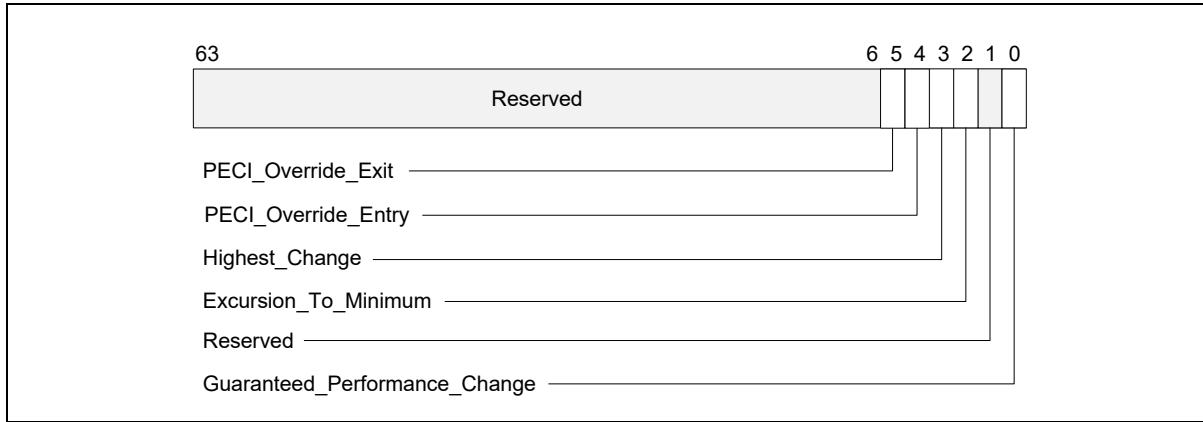 63 6 5 4 3 2 1 0
Reserved
PECI_Override_Exit
PECI_Override_Entry
Highest_Change
Excursion_To_Minimum
Reserved
Guaranteed_Performance_Change